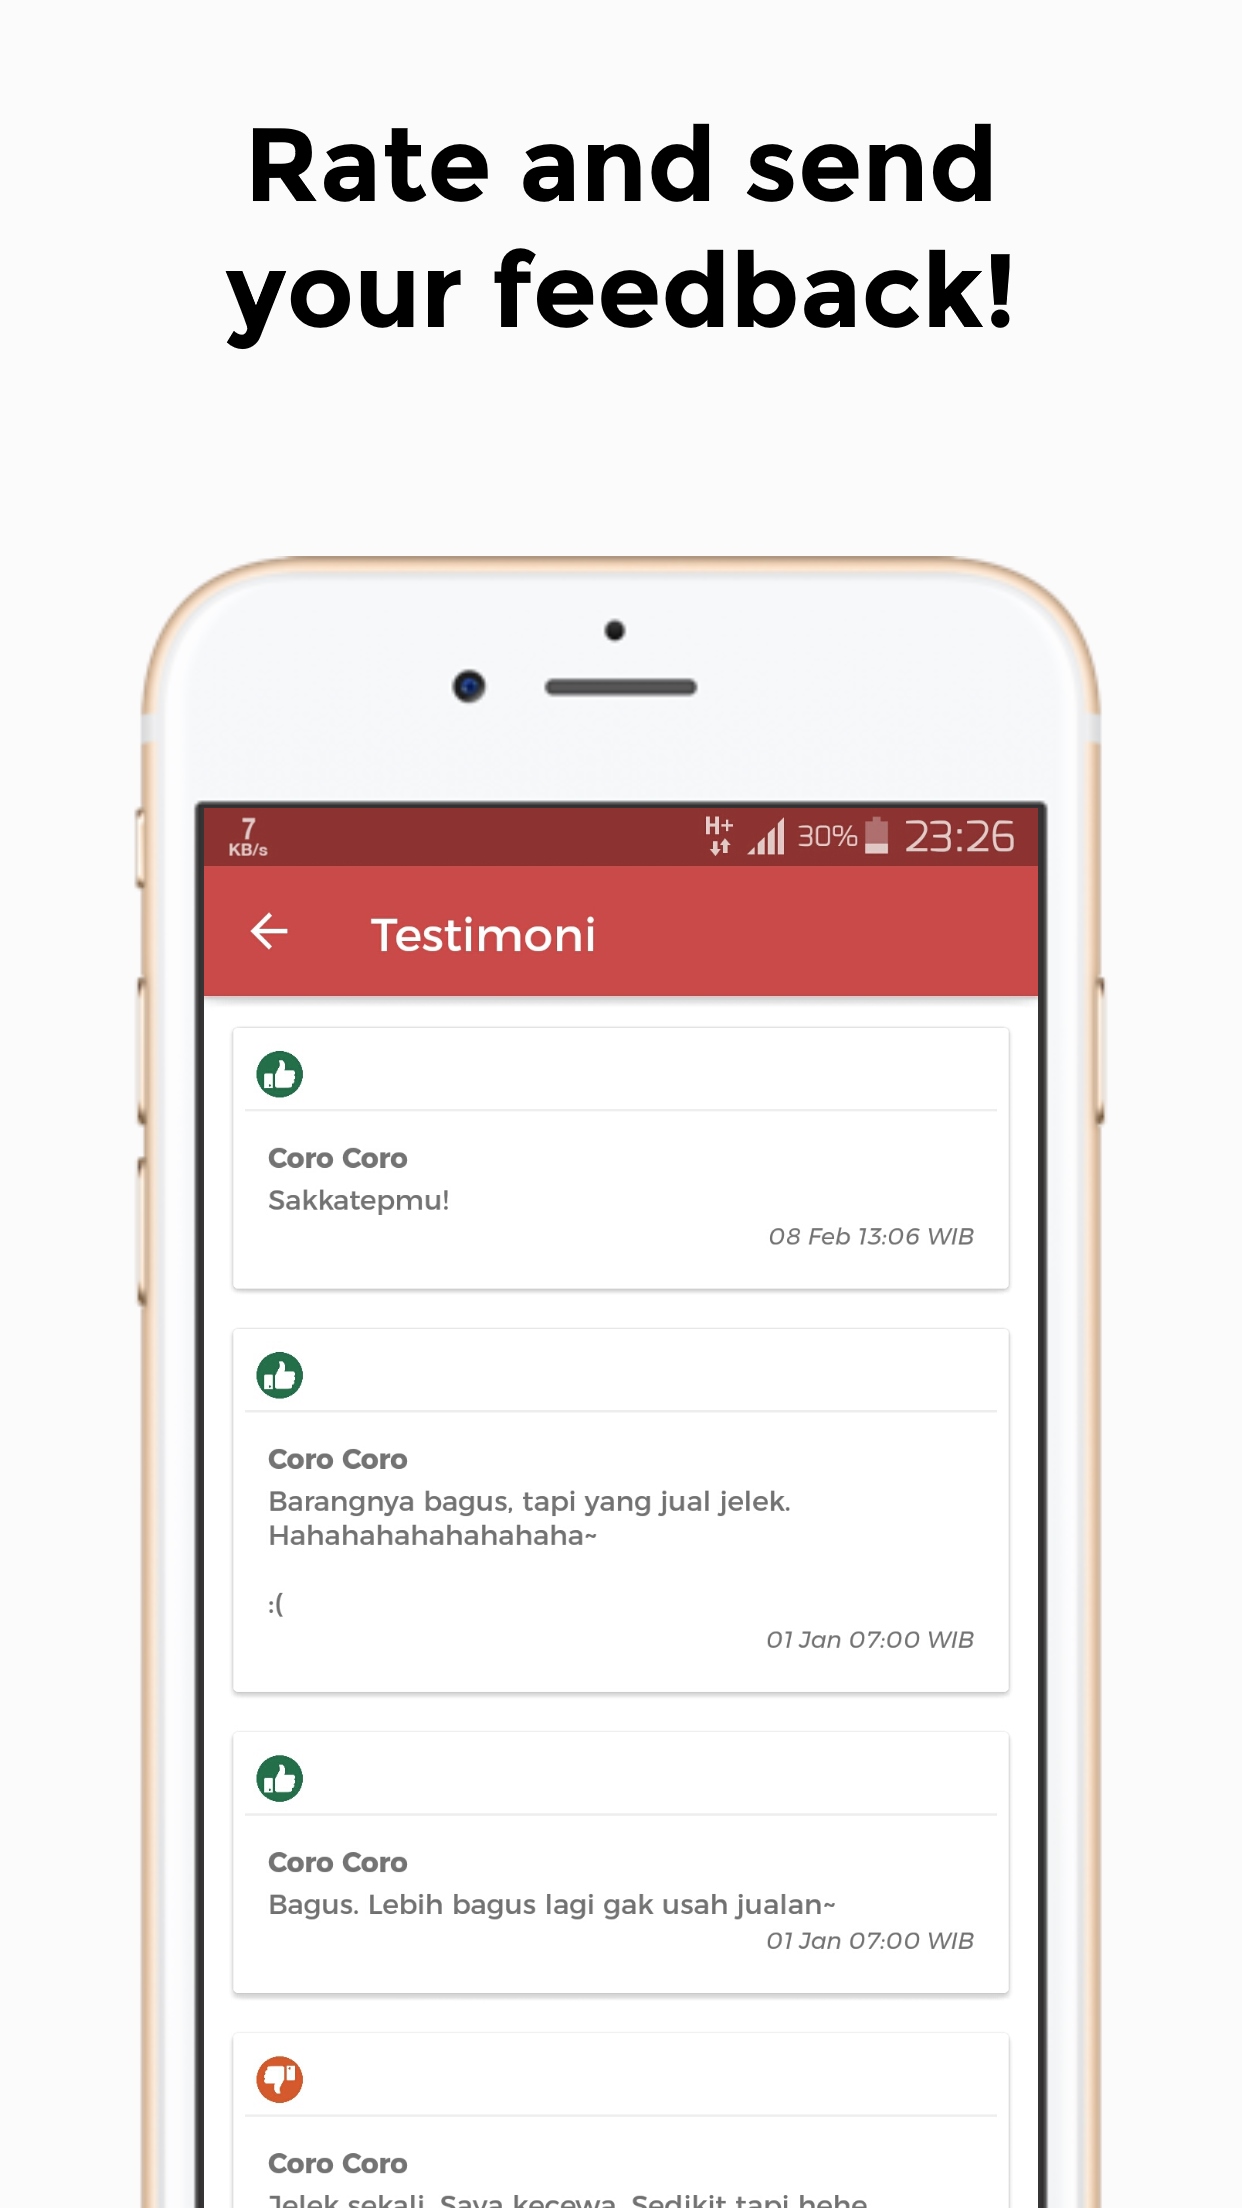 Rate and send
your feedback!
7
KB/s
H+
30%
23:26
Testimoni
Coro Coro
Sakkatepmu!
08 Feb 13:06 WIB
Coro Coro
Barangnya bagus, tapi yang jual jelek.
Hahahahahahahahaha~
:(
01 Jan 07:00 WIB
Coro Coro
Bagus. Lebih bagus lagi gak usah jualan~
01 Jan 07:00 WIB
Coro Coro
Jelek sekali. Saya kecewa. Sedikit tapi hehe